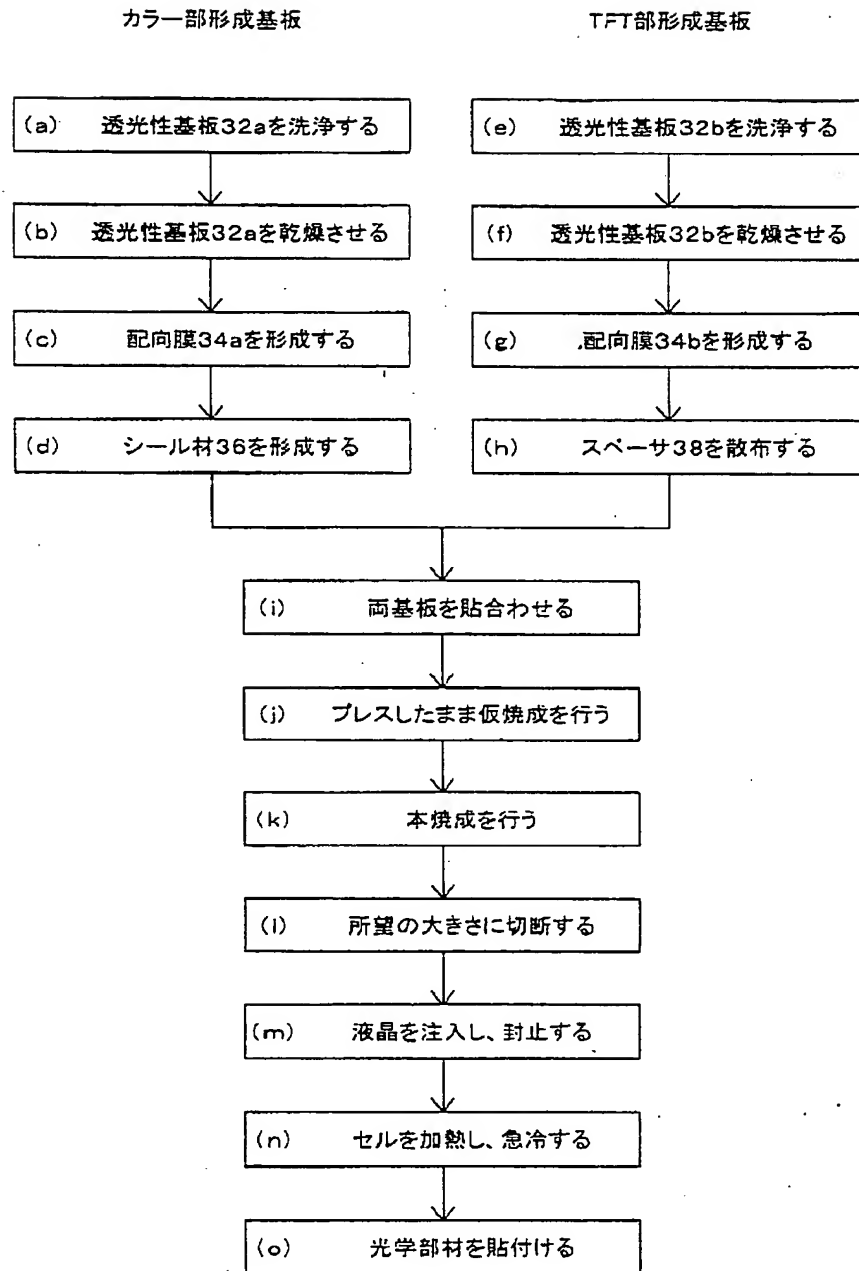 カラー部形成基板
TFT部形成基板
(a) 透光性基板32aを洗浄する
(e) 透光性基板32bを洗浄する
(b) 透光性基板32aを乾燥させる
(f) 透光性基板32bを乾燥させる
(c) 配向膜34aを形成する
(g) 配向膜34bを形成する
(d) シール材36を形成する
(h) スペーサ38を散布する
(i) 両基板を貼合わせる
(j) プレスしたまま仮焼成を行う
(k) 本焼成を行う
(l) 所望の大きさに切断する
(m) 液晶を注入し、封止する
(n) セルを加熱し、急冷する
(o) 光学部材を貼付ける